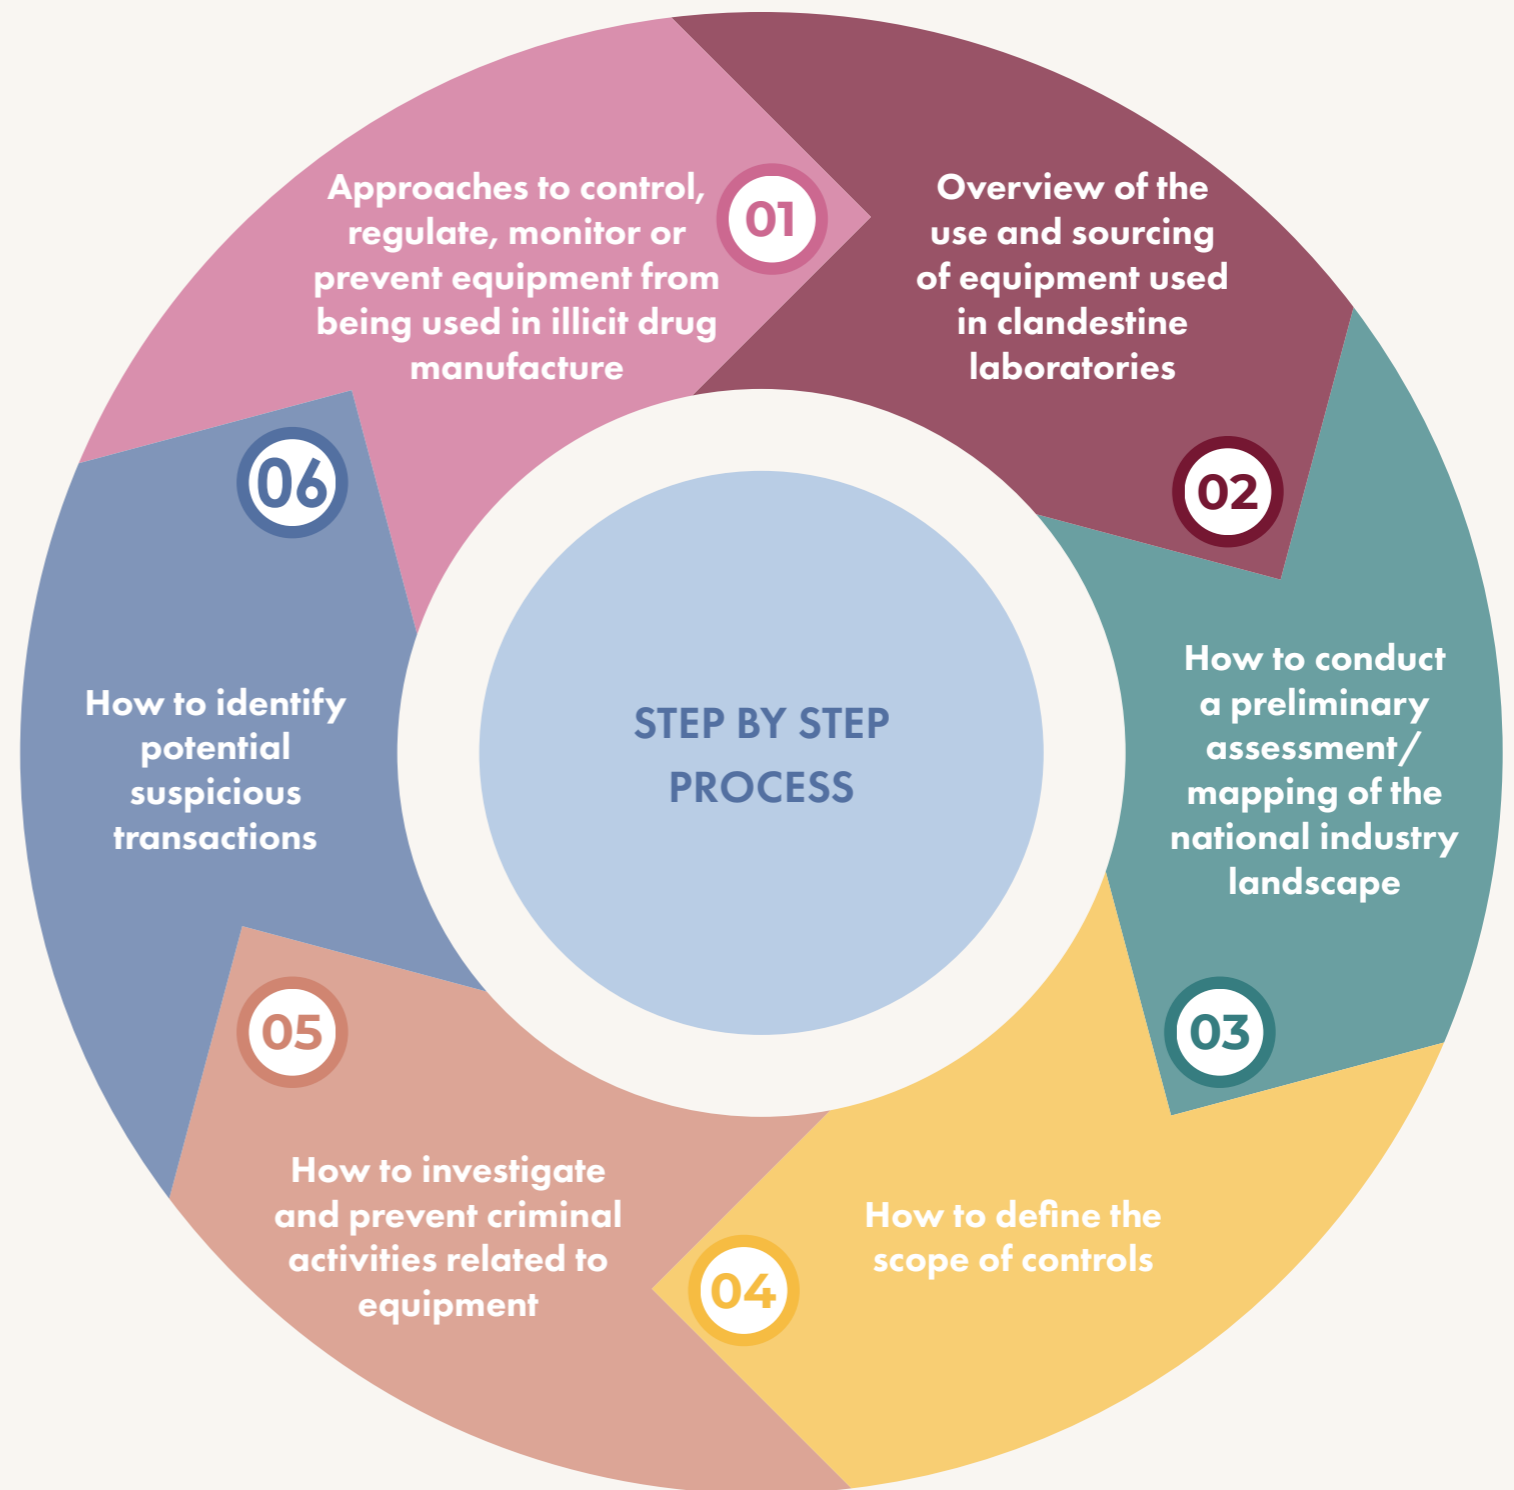 Approaches to control,
regulate, monitor or
prevent equipment from
being used in illicit drug
manufacture
01
Overview of the
use and sourcing
of equipment used
in clandestine
laboratories
02
How to conduct
a preliminary
assessment/
mapping of the
national industry
landscape
03
How to define the
scope of controls
04
How to investigate
and prevent criminal
activities related to
equipment
05
How to identify
potential
suspicious
transactions
06
STEP BY STEP
PROCESS